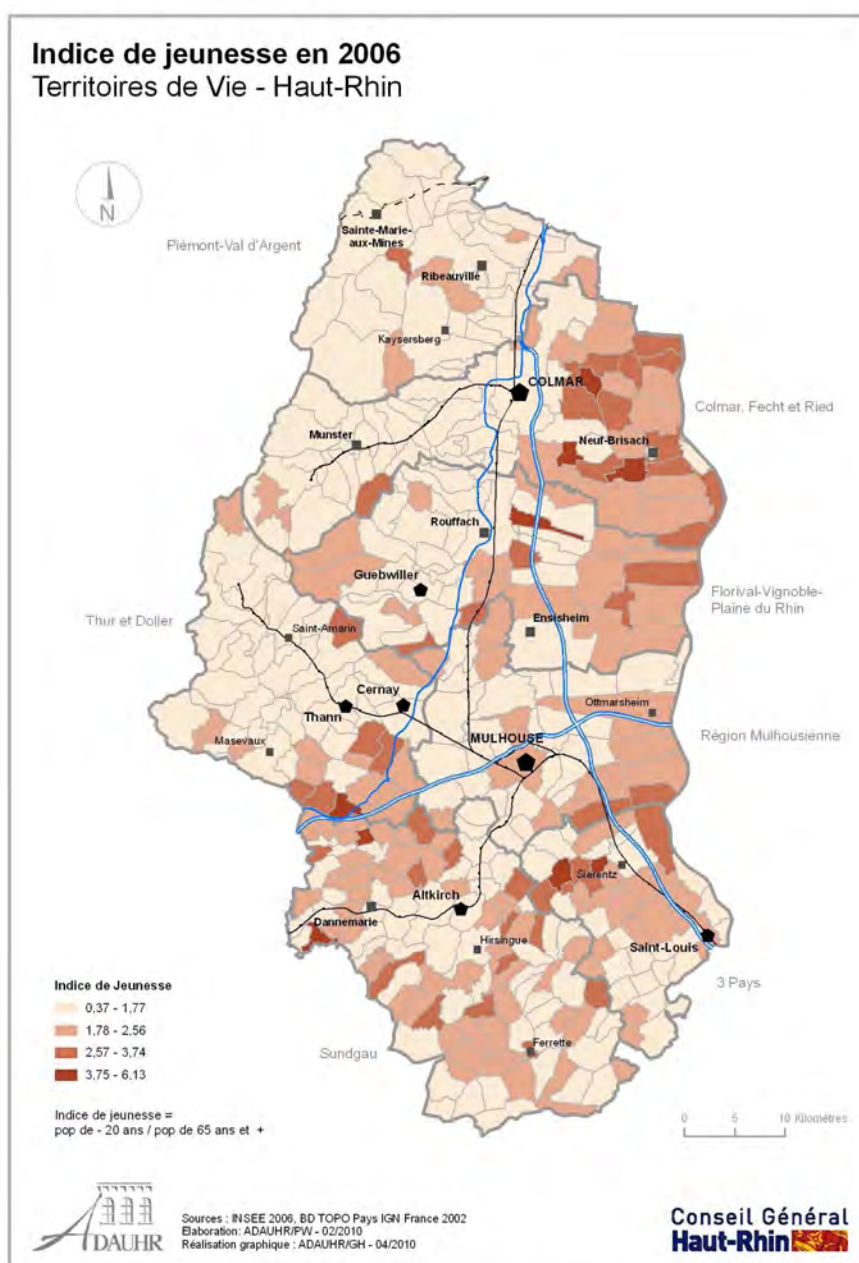 Indice de jeunesse en 2006
Territoires de Vie - Haut-Rhin
N
Sainte-Marie-
aux-Mines
Piémont-Val d'Argent
Ribeauvillé
Kaysersberg
COLMAR
Colmar, Fecht et Ried
Munster
Neuf-Brisach
Rouffach
Guebwiller
Florival-Vignoble-
Plaine du Rhin
Thur et Doller
Saint-Amarin
Ensisheim
Cernay
Thann
Ottmarsheim
Masevaux
MULHOUSE
Région Mulhousienne
Sierentz
Altkirch
Dannemarie
Hirsingue
Saint-Louis
3 Pays
Sundgau
Ferrette
Indice de Jeunesse
0,37 - 1,77
1,78 - 2,56
2,57 - 3,74
3,75 - 6,13
Indice de jeunesse =
pop de - 20 ans / pop de 65 ans et +
0 5 10 Kilomètres
ADAUHR
Sources : INSEE 2006, BD TOPO Pays IGN France 2002
Elaboration: ADAUHR/PW - 02/2010
Réalisation graphique : ADAUHR/GH - 04/2010
Conseil Général
Haut-Rhin